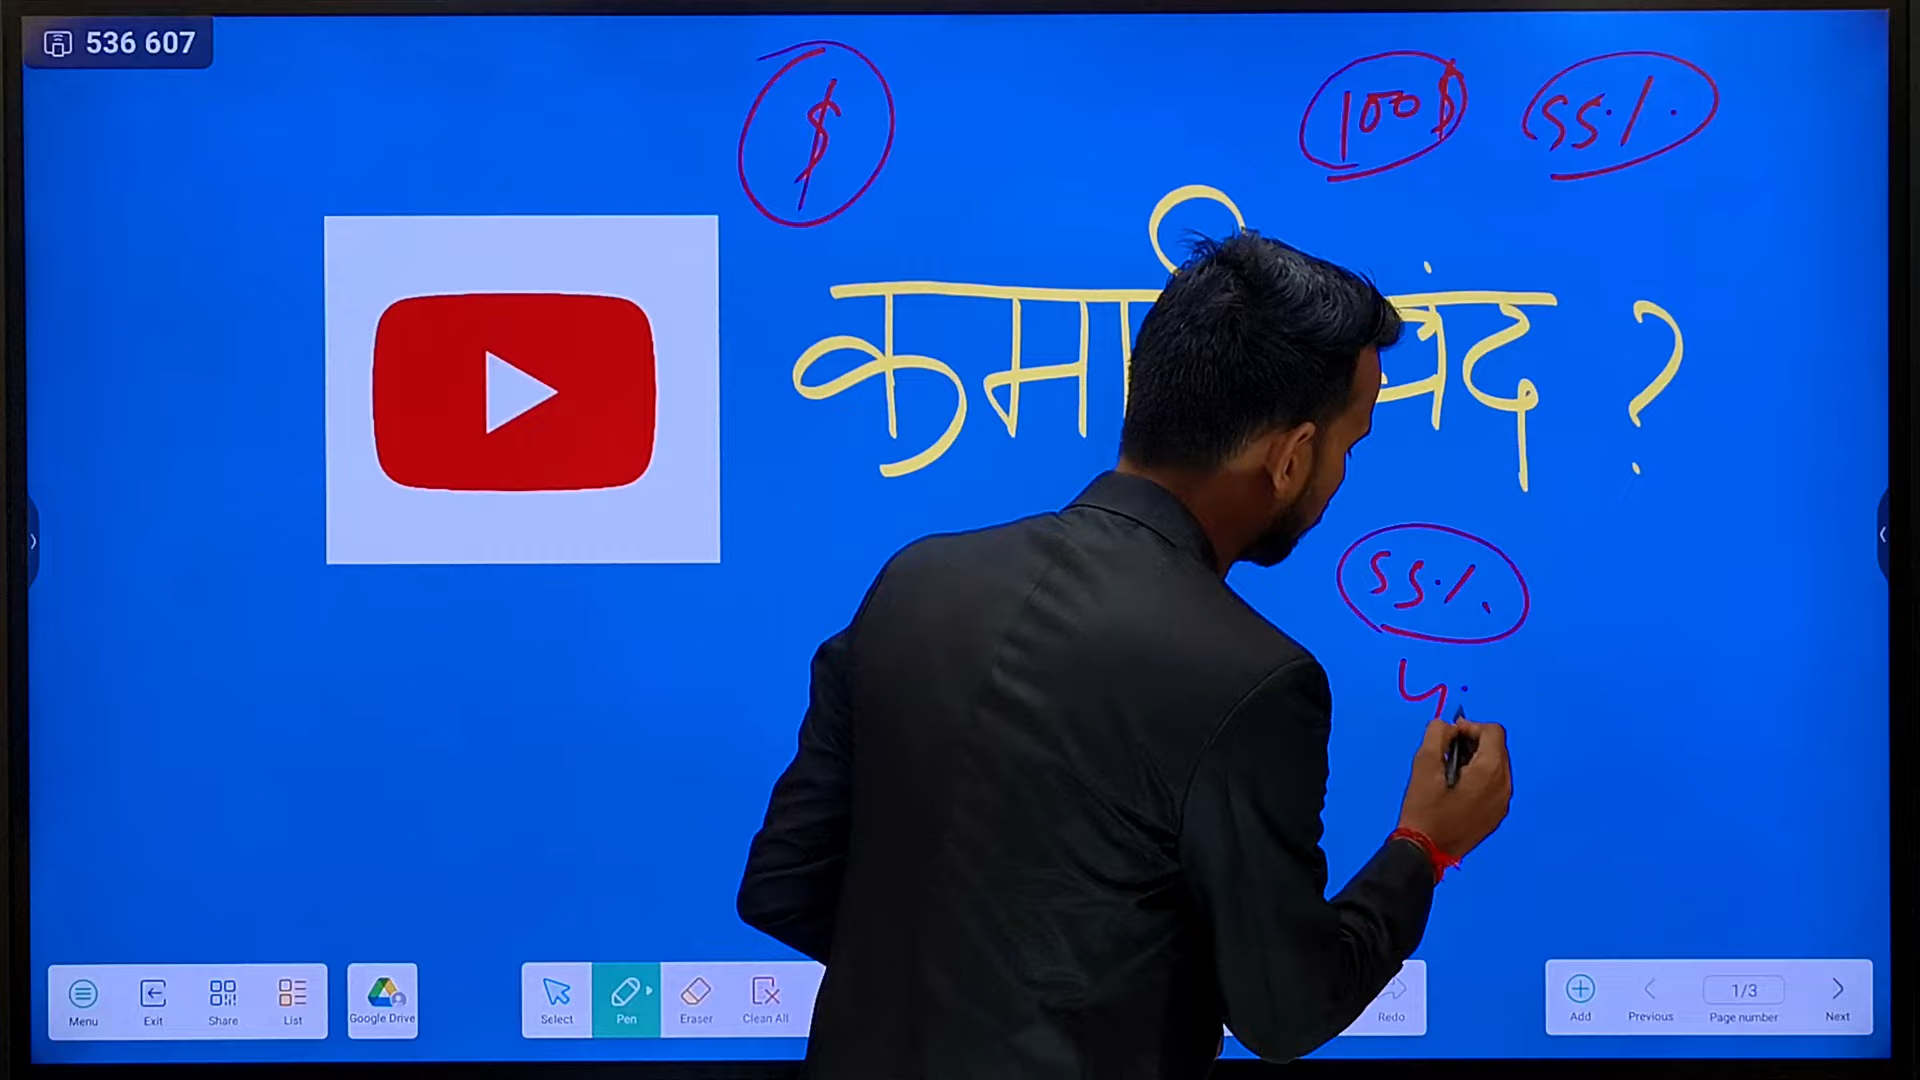 536 607
$
100$ 55%
बंद ?
55%
Menu Exit Share List Google Drive Select Pen Eraser Clean All Redo Add Previous 1/3 Page number Next